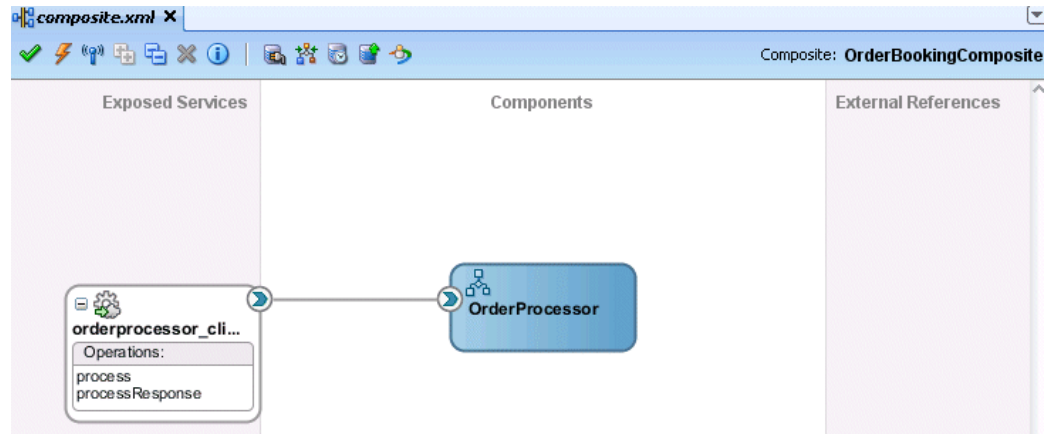 composite.xml
Composite: OrderBookingComposite
Exposed Services
Components
External References
orderprocessor_cli...
Operations:
process
processResponse
OrderProcessor